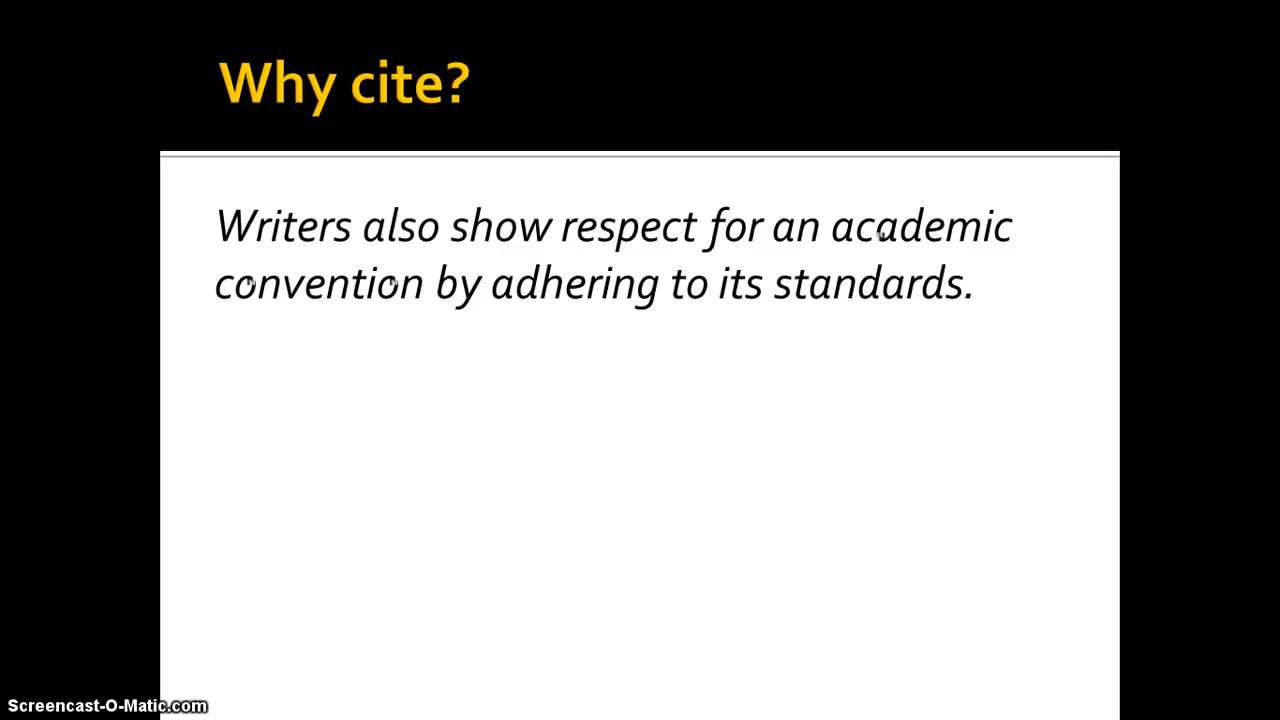 Why cite?
Writers also show respect for an academic
convention by adhering to its standards.
Screencast-O-Matic.com